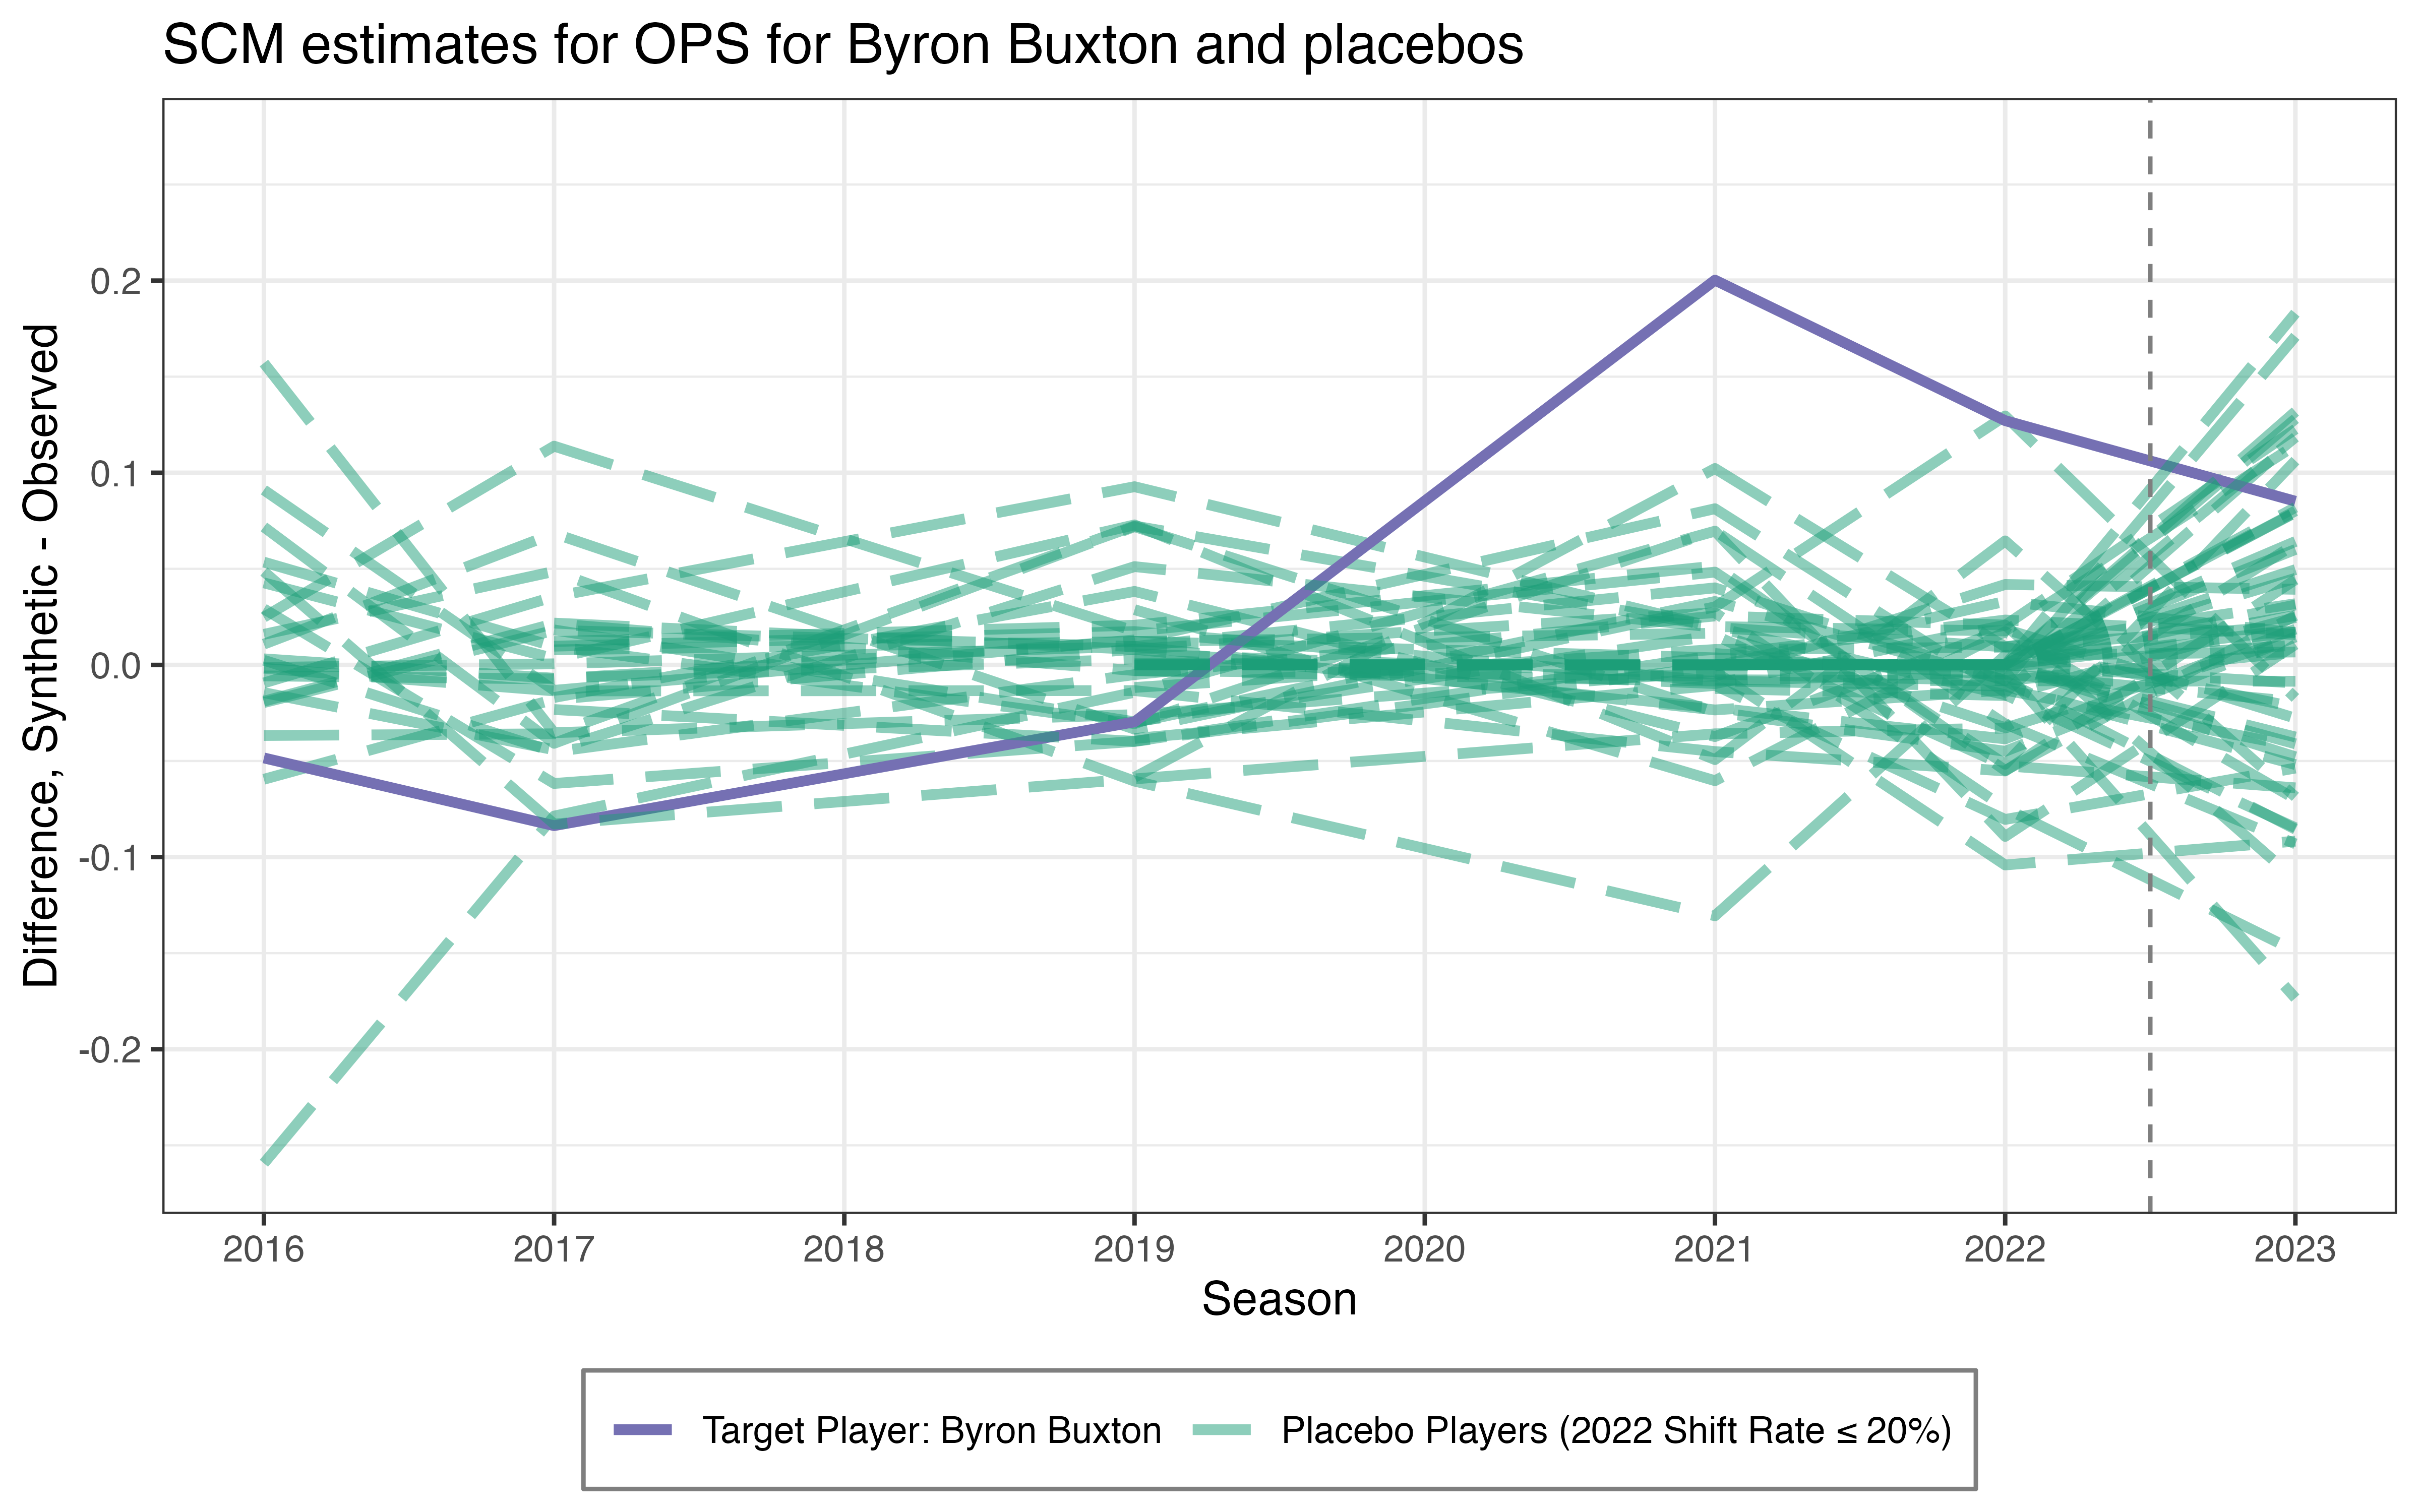 SCM estimates for OPS for Byron Buxton and placebos
Difference, Synthetic - Observed
0.2
0.1
0.0
-0.1
-0.2
2016 2017 2018 2019 2020 2021 2022 2023
Season
Target Player: Byron Buxton Placebo Players (2022 Shift Rate ≤ 20%)